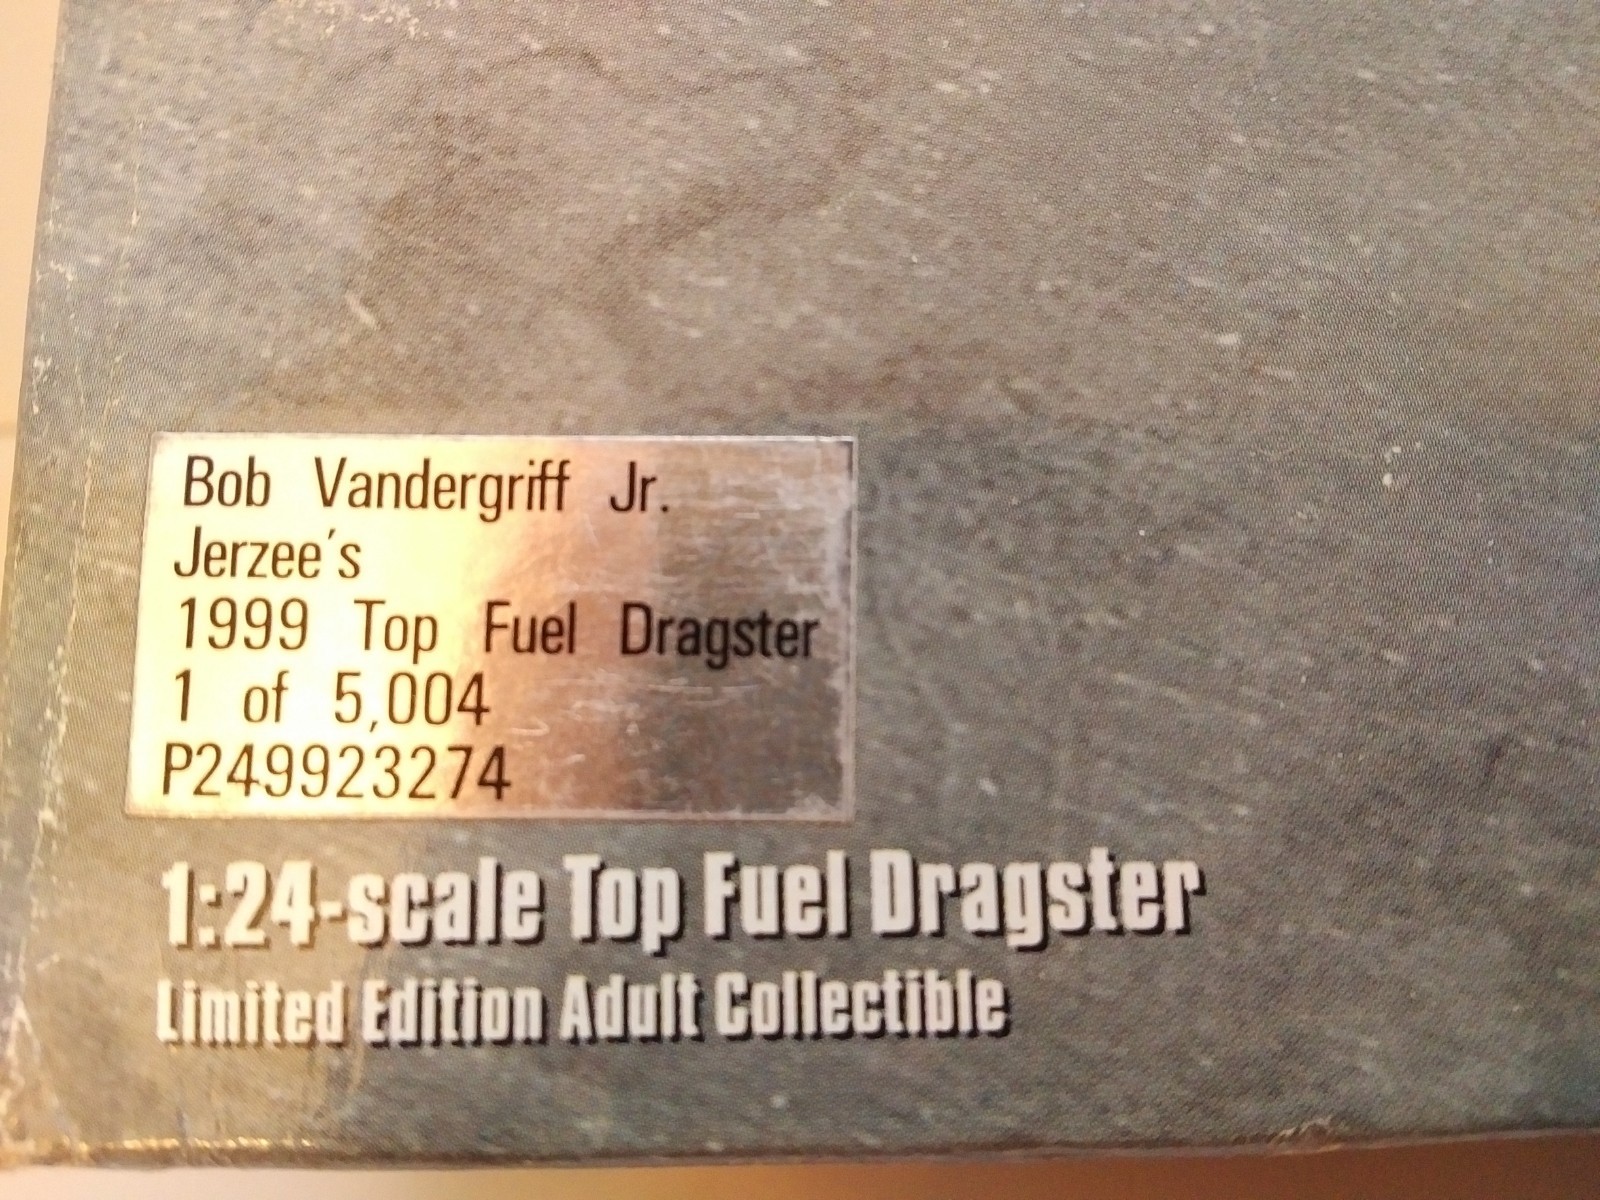 Bob Vandergriff Jr.
Jerzee's
1999 Top Fuel Dragster
1 of 5,004
P249923274
1:24-scale Top Fuel Dragster
Limited Edition Adult Collectible